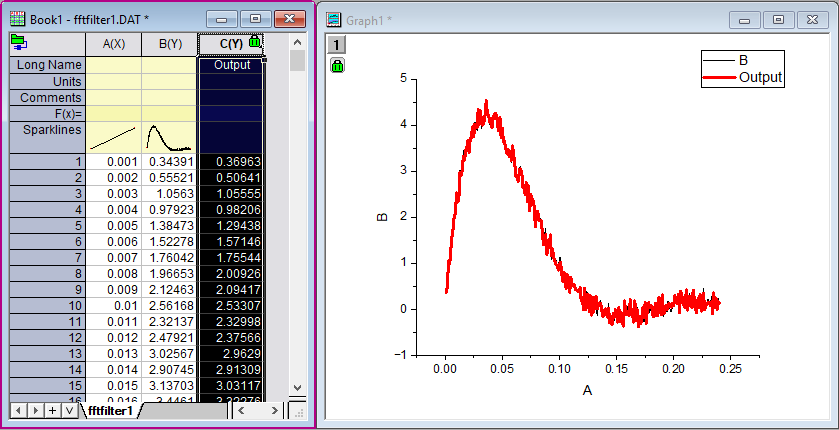 Book1 - fftfilter1.DAT *
A(X) B(Y) C(Y)
Long Name Output
Units
Comments
F(x)=
Sparklines
1 0.001 0.34391 0.36963
2 0.002 0.55521 0.50641
3 0.003 1.0563 1.05555
4 0.004 0.97923 0.98206
5 0.005 1.38473 1.29438
6 0.006 1.52278 1.57146
7 0.007 1.76042 1.75544
8 0.008 1.96653 2.00926
9 0.009 2.12463 2.09417
10 0.01 2.56168 2.53307
11 0.011 2.32137 2.32998
12 0.012 2.47921 2.37566
13 0.013 3.02567 2.9629
14 0.014 2.90745 2.91309
15 0.015 3.13703 3.03117
fftfilter1
Graph1 *
1
B
Output
5
4
3
2
1
0
-1
B
0.00 0.05 0.10 0.15 0.20 0.25
A